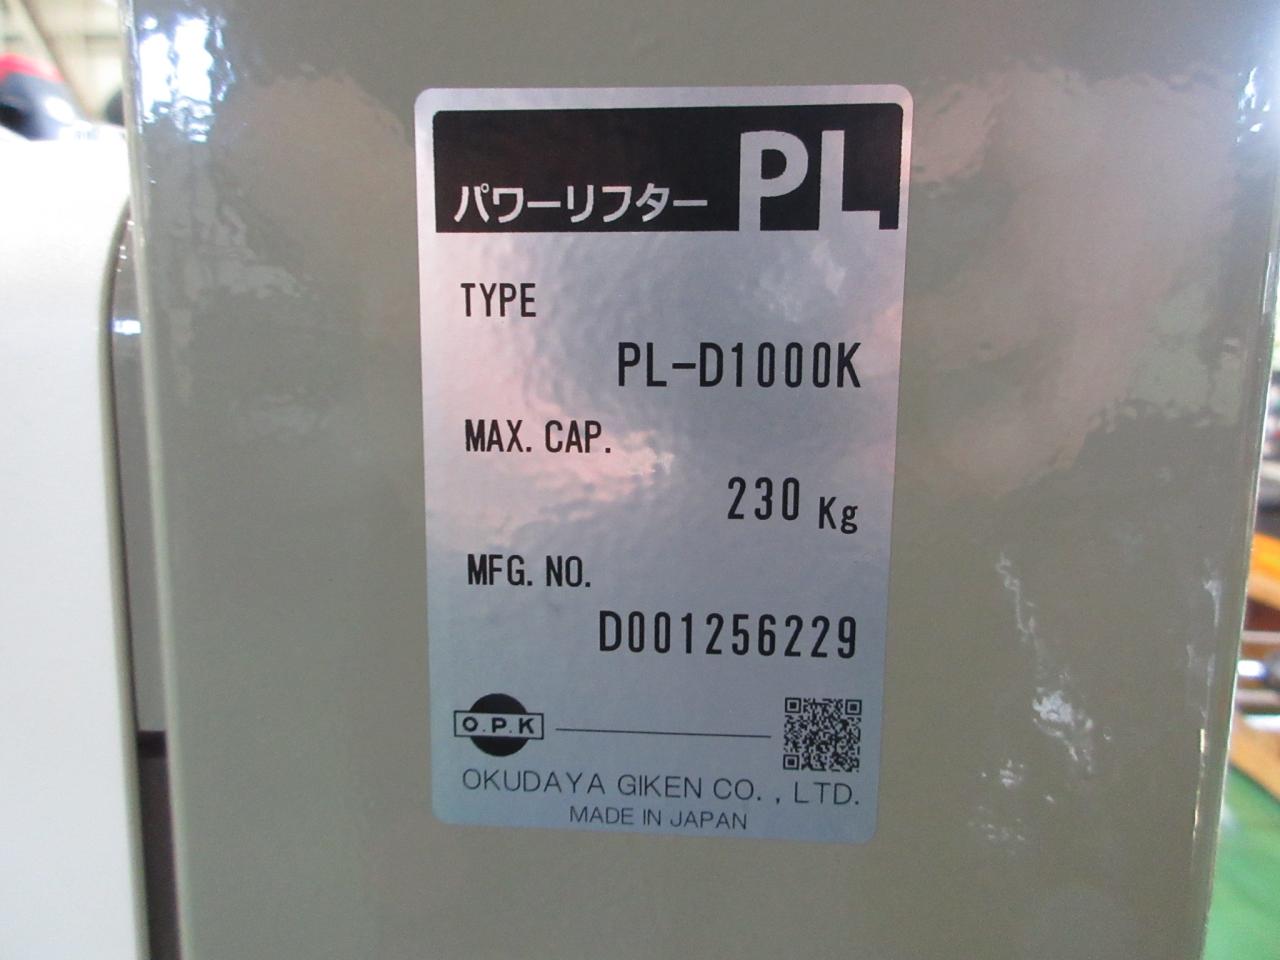 パワーリフター PL
TYPE
PL-D1000K
MAX. CAP.
230 Kg
MFG. NO.
D001256229
O.P.K
OKUDAYA GIKEN CO., LTD.
MADE IN JAPAN